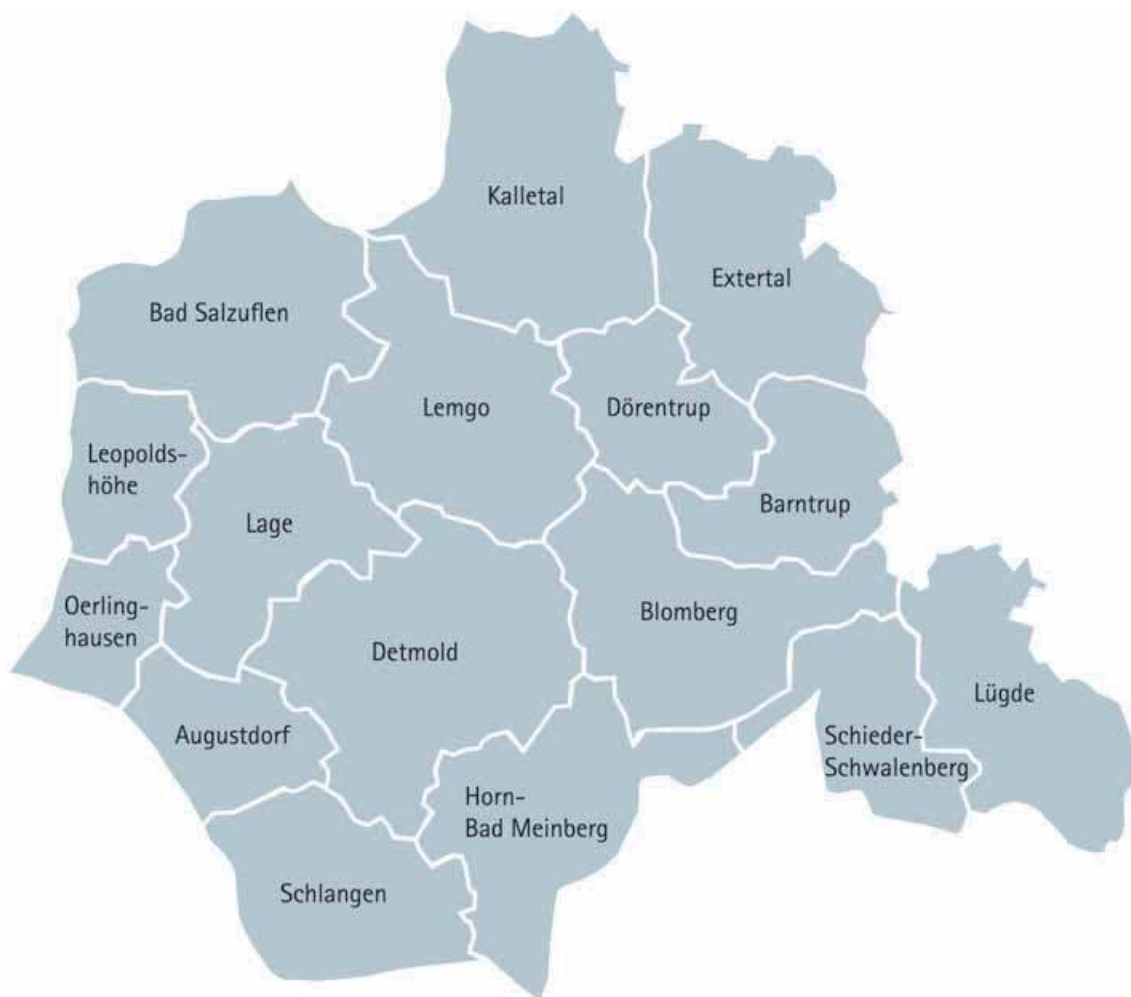 Kalletal
Extertal
Bad Salzuflen
Lemgo
Dörentrup
Leopolds-
höhe
Lage
Barntrup
Oerling-
hausen
Blomberg
Detmold
Lügde
Augustdorf
Schieder-
Schwalenberg
Horn-
Bad Meinberg
Schlangen